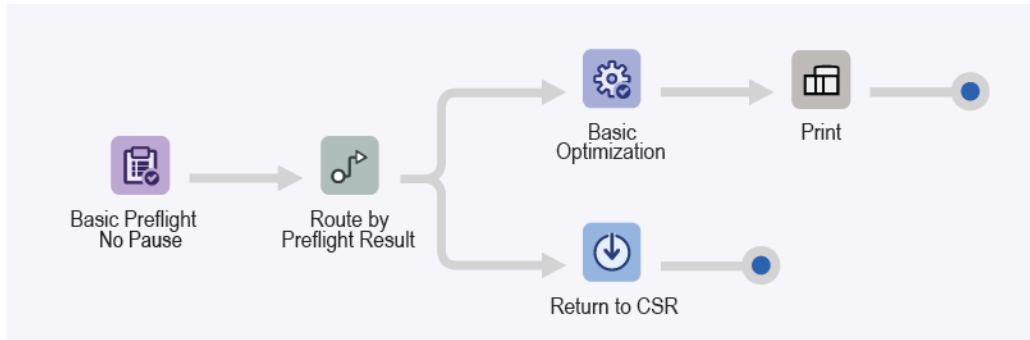 Basic Preflight
No Pause
Route by
Preflight Result
Basic
Optimization
Print
Return to CSR